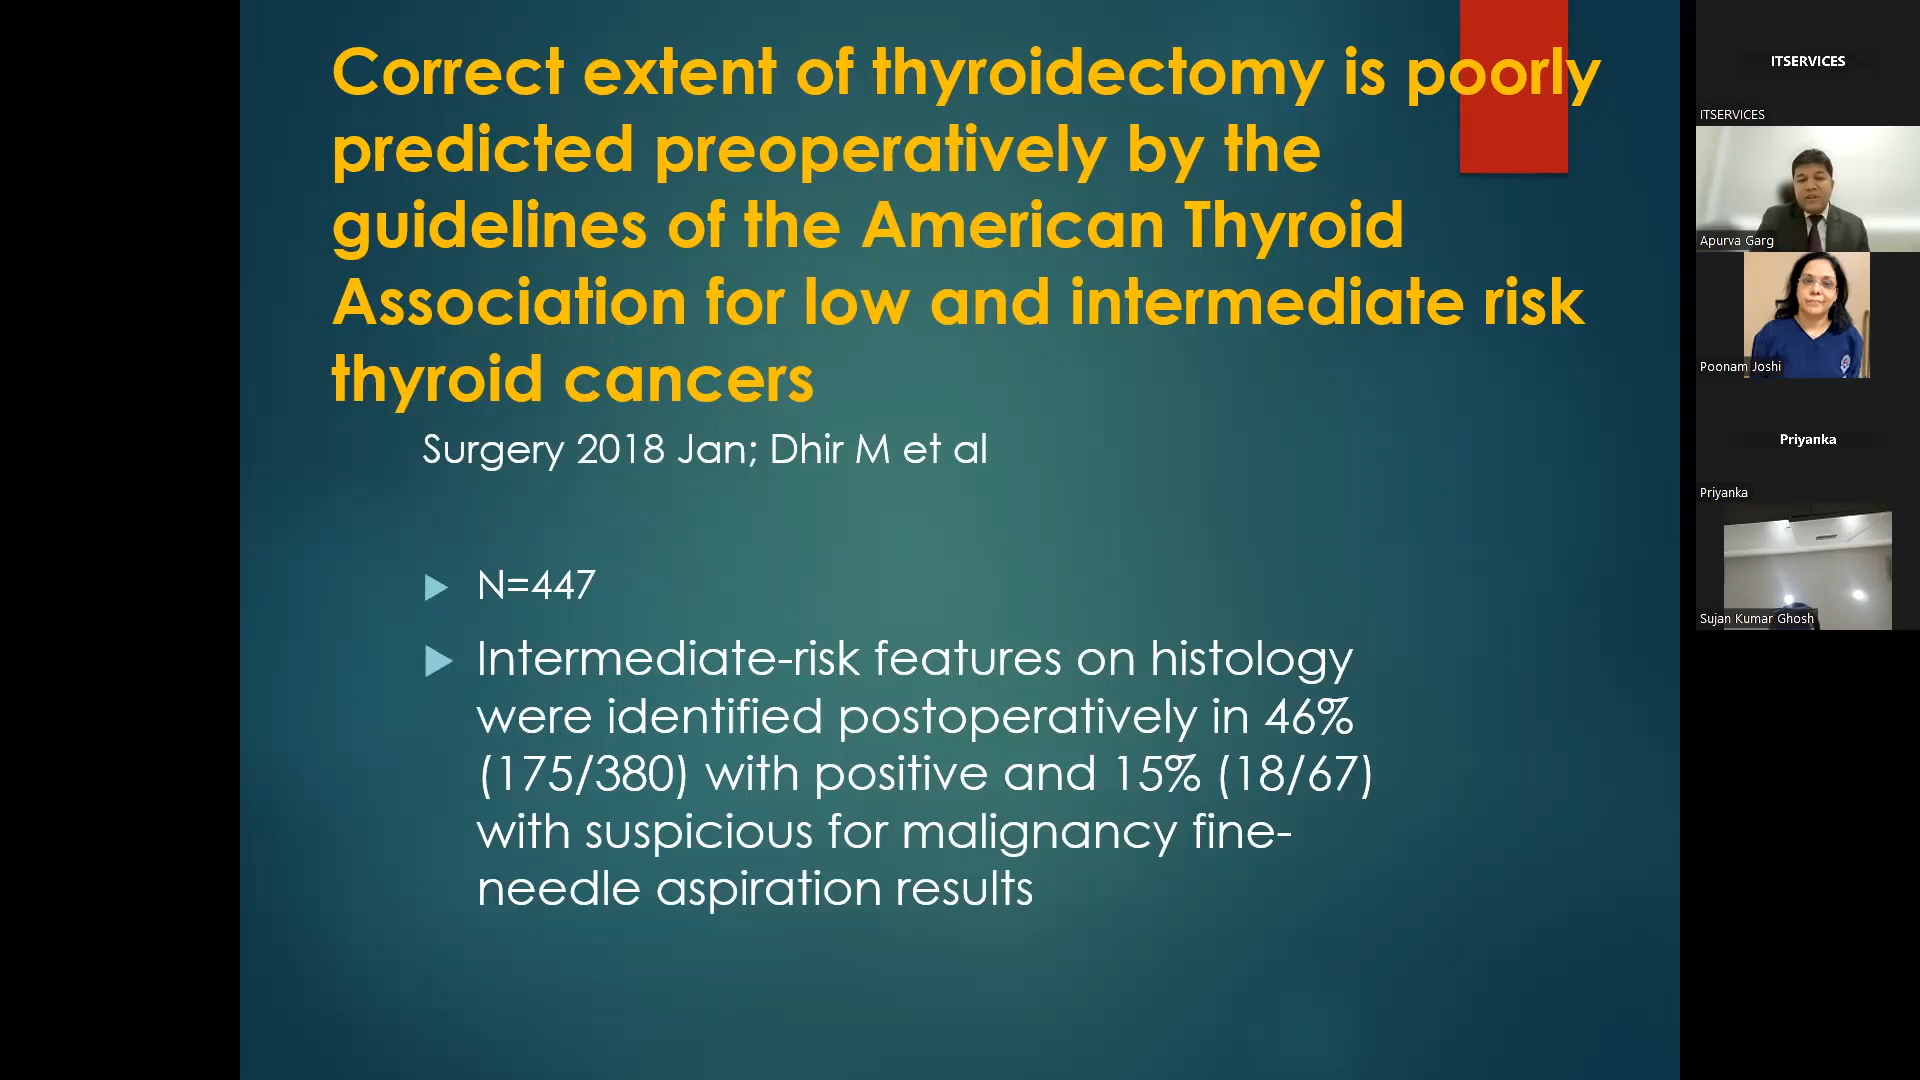 Correct extent of thyroidectomy is poorly
predicted preoperatively by the
guidelines of the American Thyroid
Association for low and intermediate risk
thyroid cancers
Surgery 2018 Jan; Dhir M et al
N=447
Intermediate-risk features on histology
were identified postoperatively in 46%
(175/380) with positive and 15% (18/67)
with suspicious for malignancy fine-
needle aspiration results
ITSERVICES
ITSERVICES
Apurva Garg
Poonam Joshi
Priyanka
Priyanka
Sujan Kumar Ghosh